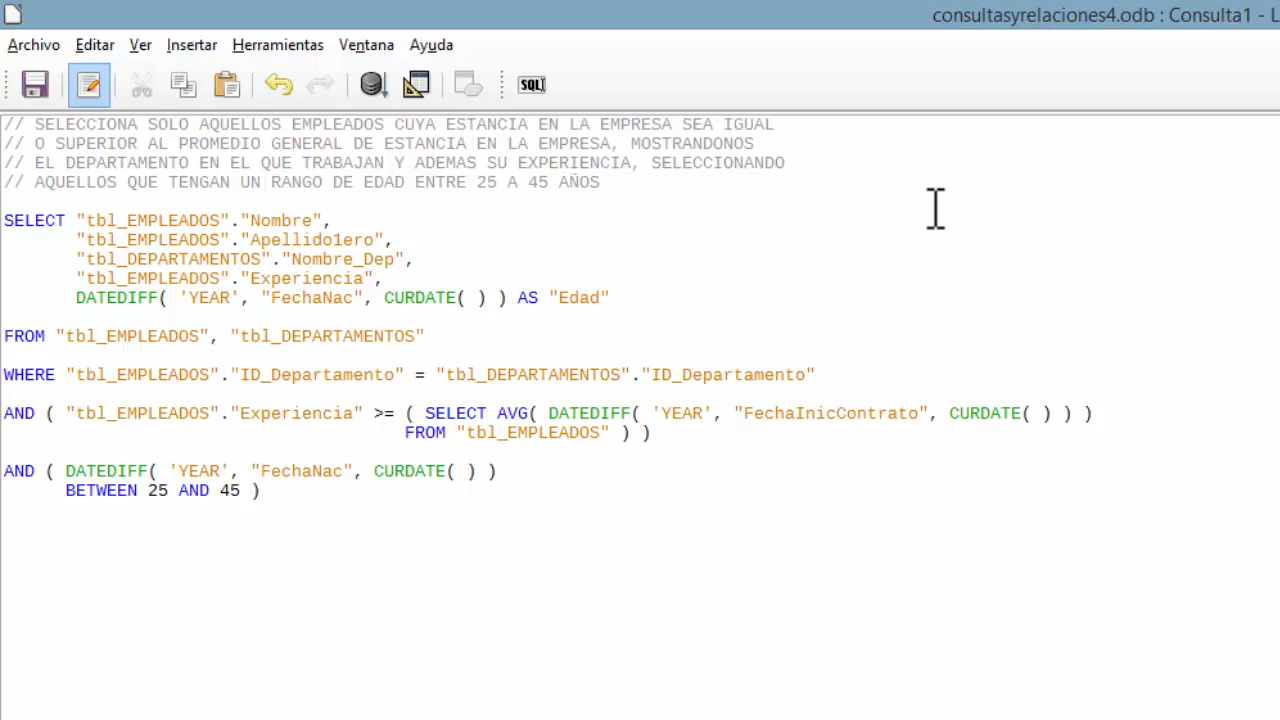 consultasyrelaciones4.odb : Consulta1 - L
Archivo Editar Ver Insertar Herramientas Ventana Ayuda
SQL
// SELECCIONA SOLO AQUELLOS EMPLEADOS CUYA ESTANCIA EN LA EMPRESA SEA IGUAL
// O SUPERIOR AL PROMEDIO GENERAL DE ESTANCIA EN LA EMPRESA, MOSTRANDONOS
// EL DEPARTAMENTO EN EL QUE TRABAJAN Y ADEMAS SU EXPERIENCIA, SELECCIONANDO
// AQUELLOS QUE TENGAN UN RANGO DE EDAD ENTRE 25 A 45 AÑOS
SELECT "tbl_EMPLEADOS"."Nombre",
"tbl_EMPLEADOS"."Apellido1ero",
"tbl_DEPARTAMENTOS"."Nombre_Dep",
"tbl_EMPLEADOS"."Experiencia",
DATEDIFF( 'YEAR', "FechaNac", CURDATE( ) ) AS "Edad"
FROM "tbl_EMPLEADOS", "tbl_DEPARTAMENTOS"
WHERE "tbl_EMPLEADOS"."ID_Departamento" = "tbl_DEPARTAMENTOS"."ID_Departamento"
AND ( "tbl_EMPLEADOS"."Experiencia" >= ( SELECT AVG( DATEDIFF( 'YEAR', "FechaInicContrato", CURDATE( ) ) )
FROM "tbl_EMPLEADOS" ) )
AND ( DATEDIFF( 'YEAR', "FechaNac", CURDATE( ) )
BETWEEN 25 AND 45 )